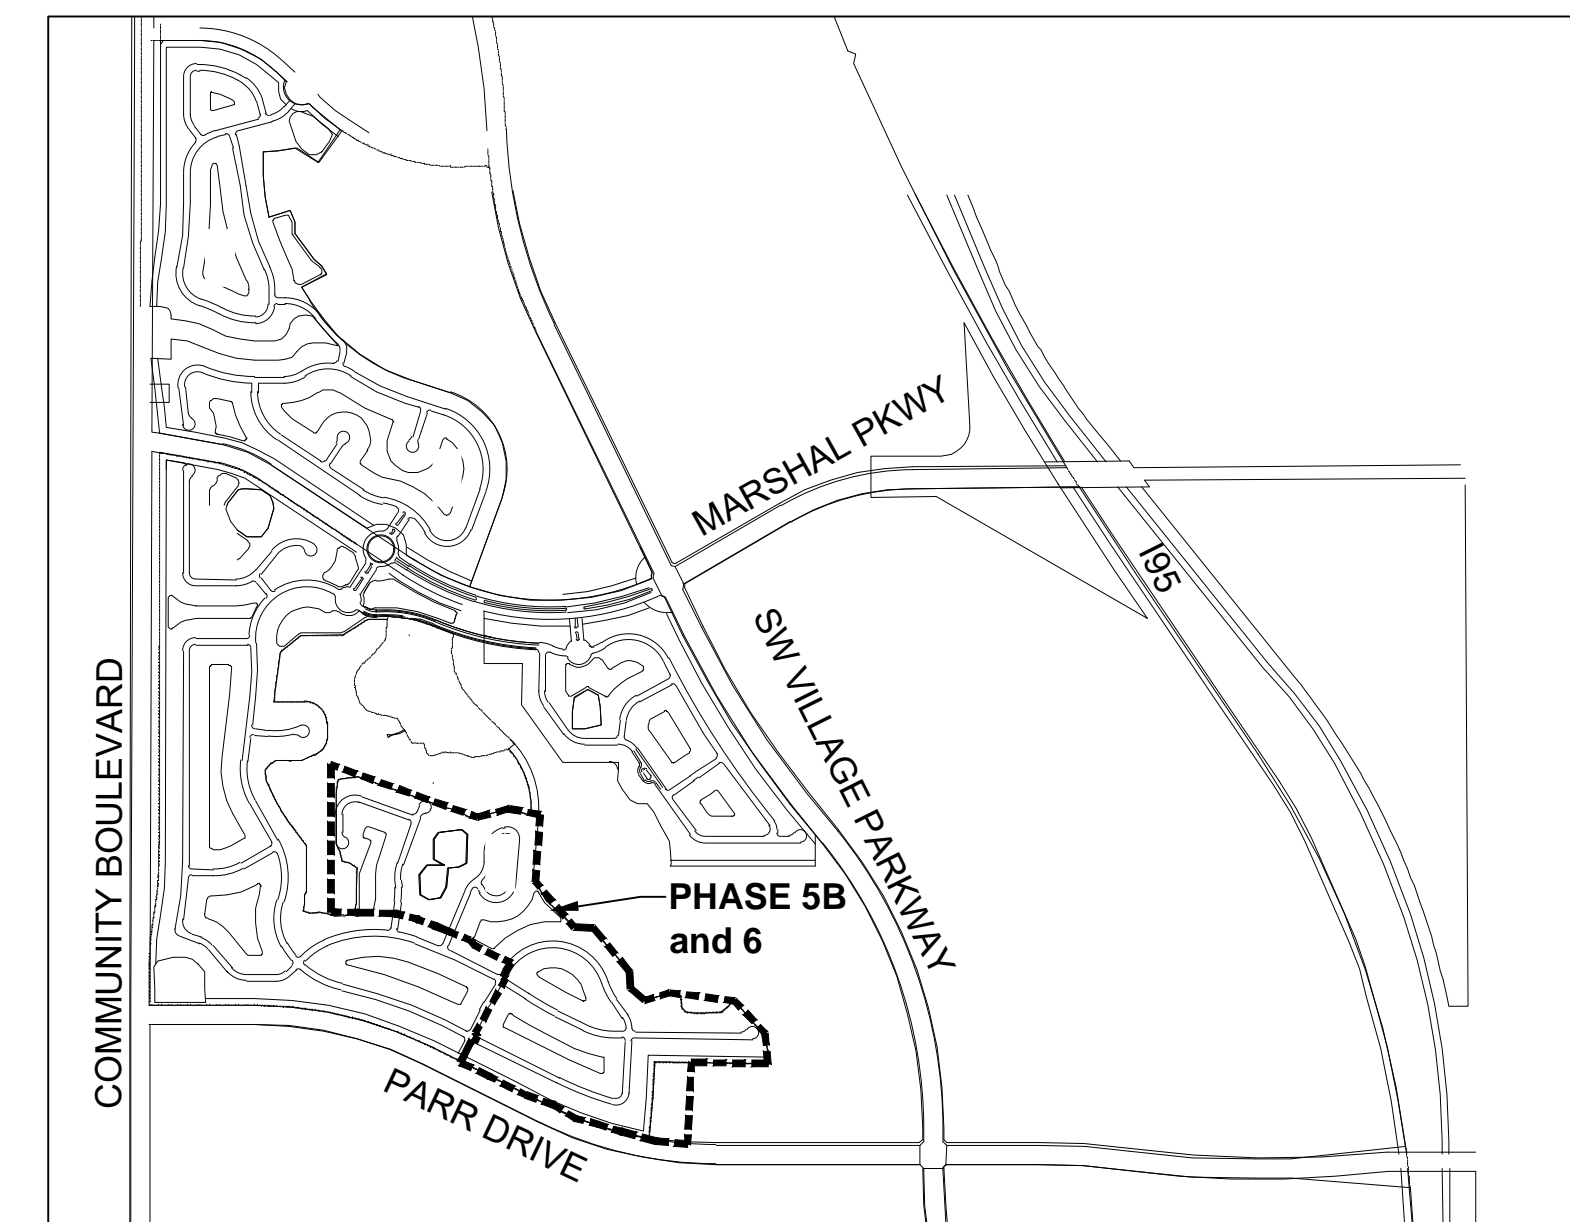 MARSHAL PKWY
I95
SW VILLAGE PARKWAY
COMMUNITY BOULEVARD
PHASE 5B
and 6
PARR DRIVE